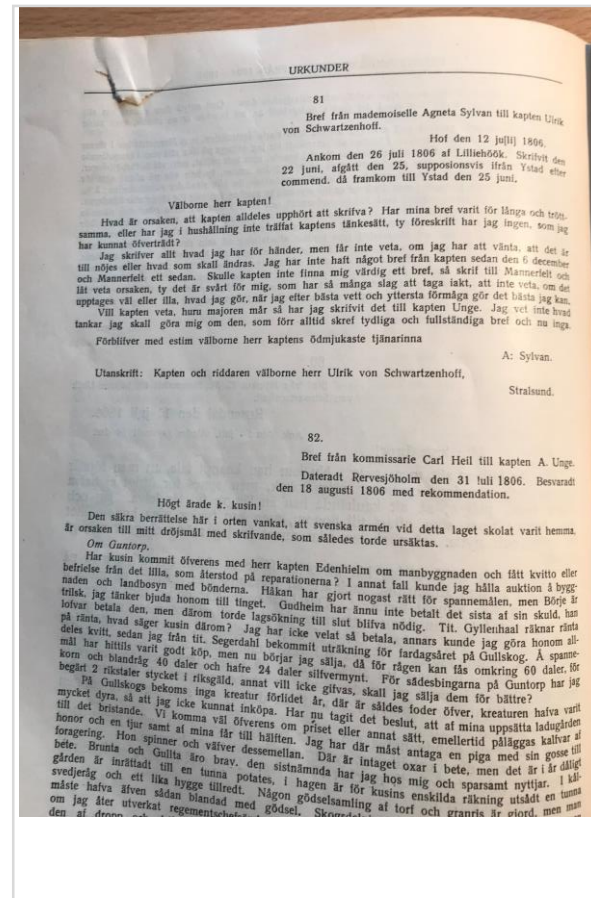 URKUNDER
81
Bref från mademoiselle Agneta Sylvan till kapten Ulrik
von Schwartzenhoff.
Hof den 12 ju[li] 1806.
Ankom den 26 juli 1806 af Lilliehöök. Skrifvit den
22 juni, afgått den 25, supposionsvis ifrån Ystad efter
commend. då framkom till Ystad den 25 juni.
Välborne herr kapten!
Hvad är orsaken, att kapten alldeles upphört att skrifva? Har mina bref varit för långa och trött-
samma, eller har jag i hushållning inte träffat kaptens tänkesätt, ty föreskrift har jag ingen, som jag
har kunnat öfverträdt?
Jag skrifver allt hvad jag har för händer, men får inte veta, om jag har att vänta, att det är
till nöjes eller hvad som skall ändras. Jag har inte haft något bref från kapten sedan den 6 december
och Mannerfelt ett sedan. Skulle kapten inte finna mig värdig ett bref, så skrif till Mannerfelt och
låt veta orsaken, ty det är svårt för mig, som har så många slag att taga iakt, att inte veta, om det
upptages väl eller illa, hvad jag gör, när jag efter bästa vett och yttersta förmåga gör det bästa jag kan.
Vill kapten veta, huru majoren mår så har jag skrifvit det till kapten Unge. Jag vet inte hvad
tankar jag skall göra mig om den, som förr alltid skref tydliga och fullständiga bref och nu inga.
Förblifver med estim välborne herr kaptens ödmjukaste tjänarinna
A: Sylvan.
Utanskrift: Kapten och riddaren välborne herr Ulrik von Schwartzenhoff,
Stralsund.
82.
Bref från kommissarie Carl Heil till kapten A. Unge.
Dateradt Rervesjöholm den 31 juli 1806. Besvaradt
den 18 augusti 1806 med rekommendation.
Högt ärade k. kusin!
Den säkra berrättelse här i orten vankat, att svenska armén vid detta laget skolat varit hemma,
är orsaken till mitt dröjsmål med skrifvande, som således torde ursäktas.
Om Guntorp.
Har kusin kommit öfverens med herr kapten Edenhielm om manbyggnaden och fått kvitto eller
befrielse från det lilla, som återstod på reparationerna? I annat fall kunde jag hålla auktion å bygg-
naden och landbosyn med bönderna. Håkan har gjort nogast rätt för spannemålen, men Börje är
trilsk, jag tänker bjuda honom till tinget. Gudheim har ännu inte betalt det sista af sin skuld, han
lofvar betala den, men därom torde lagsökning till slut blifva nödig. Tit. Gyllenhaal räknar ränta
på ränta, hvad säger kusin därom? Jag har icke velat så betala, annars kunde jag göra honom all-
deles kvitt, sedan jag från tit. Segerdahl bekommit uträkning för fardagsåret på Gullskog. Å spanne-
mål har hittils varit godt köp, men nu börjar jag sälja, då för rågen kan fås omkring 60 daler, för
korn och blandråg 40 daler och hafre 24 daler silfvermynt. För sädesbingarna på Guntorp har jag
begärt 2 rikstaler stycket i riksgäld, annat vill icke gifvas, skall jag sälja dem för bättre?
På Gullskogs bekoms inga kreatur förlidet år, där är såldes foder öfver, kreaturen hafva varit
mycket dyra, så att jag icke kunnat inköpa. Har nu tagit det beslut, att af mina uppsätta ladugården
till det bristande. Vi komma väl öfverens om priset eller annat sätt, emellertid påläggas kalfvar af
honor och en tjur samt af mina får till hälften. Jag har där måst antaga en piga med sin gosse till
foragering. Hon spinner och väfver dessemellan. Där är intaget oxar i bete, men det är i år dåligt
bete. Brunta och Gullta äro brav, den sistnämnda har jag hos mig och sparsamt nyttjar. I kål-
gården är inrättadt till en tunna potates, i hagen är för kusins enskilda räkning utsådt en tunna
svedjeråg och ett lika hygge tillredt. Någon gödselsamling af torf och granris är gjord, men man
måste hafva äfven sådan blandad med gödsel.
om jag åter utverkat
den af